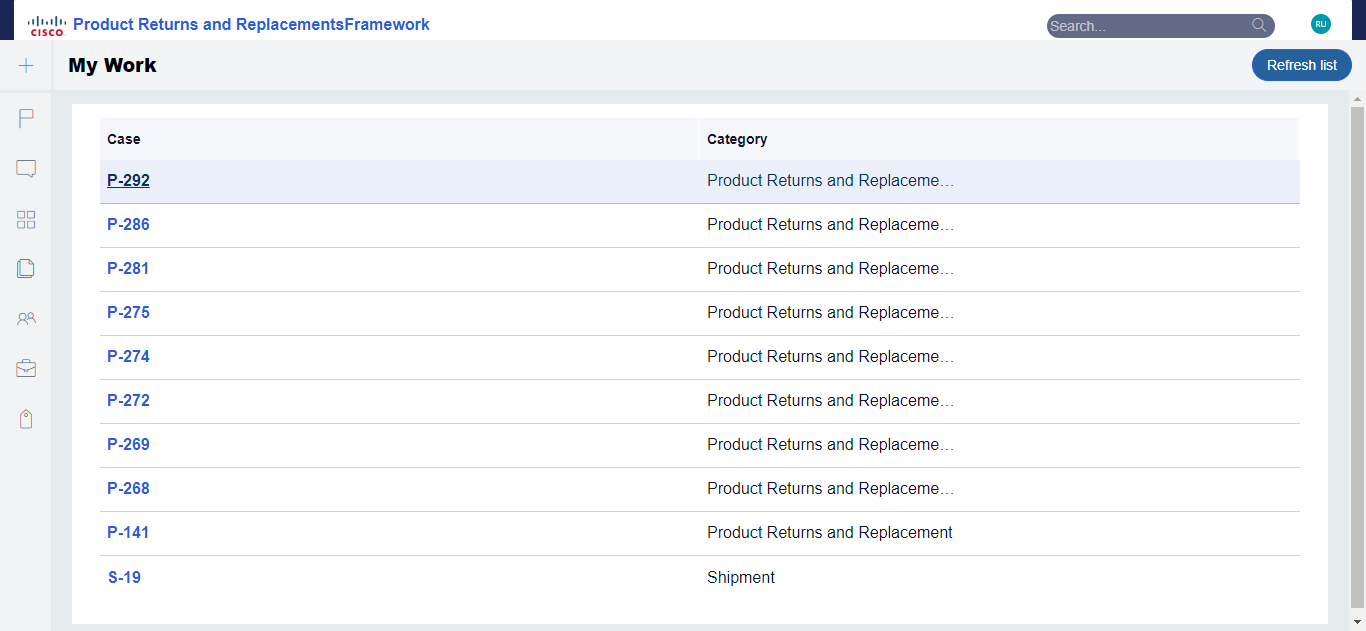 CISCO Product Returns and ReplacementsFramework
Search...
RU
My Work
Refresh list
Case Category
P-292 Product Returns and Replaceme...
P-286 Product Returns and Replaceme...
P-281 Product Returns and Replaceme...
P-275 Product Returns and Replaceme...
P-274 Product Returns and Replaceme...
P-272 Product Returns and Replaceme...
P-269 Product Returns and Replaceme...
P-268 Product Returns and Replaceme...
P-141 Product Returns and Replacement
S-19 Shipment